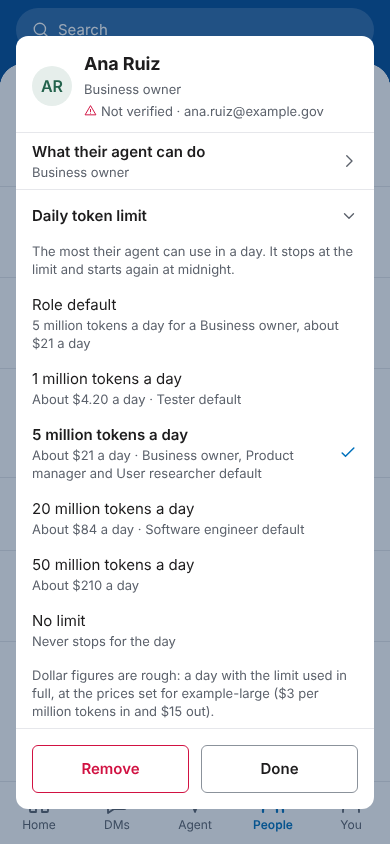 Search
AR
Ana Ruiz
Business owner
Not verified · ana.ruiz@example.gov
What their agent can do
Business owner
Daily token limit
The most their agent can use in a day. It stops at the
limit and starts again at midnight.
Role default
5 million tokens a day for a Business owner, about
$21 a day
1 million tokens a day
About $4.20 a day · Tester default
5 million tokens a day
About $21 a day · Business owner, Product
manager and User researcher default
20 million tokens a day
About $84 a day · Software engineer default
50 million tokens a day
About $210 a day
No limit
Never stops for the day
Dollar figures are rough: a day with the limit used in
full, at the prices set for example-large ($3 per
million tokens in and $15 out).
Remove
Done
Home
DMs
Agent
People
You